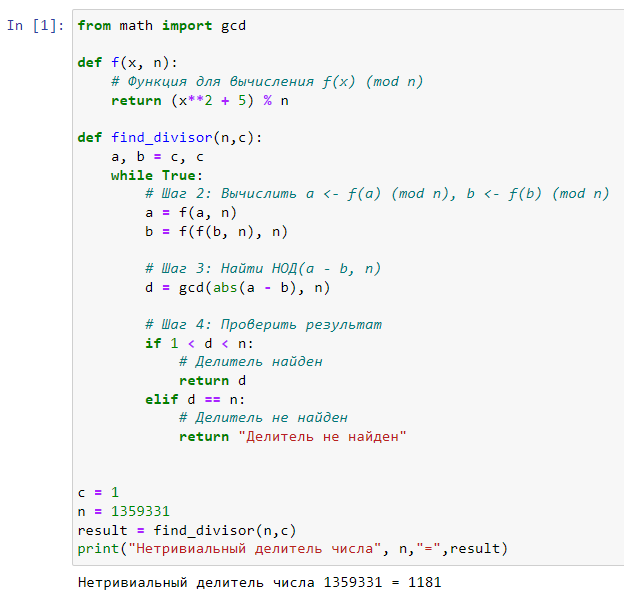 In [1]: from math import gcd
def f(x, n):
# Функция для вычисления f(x) (mod n)
return (x**2 + 5) % n
def find_divisor(n,c):
a, b = c, c
while True:
# Шаг 2: Вычислить a <- f(a) (mod n), b <- f(b) (mod n)
a = f(a, n)
b = f(f(b, n), n)
# Шаг 3: Найти НОД(a - b, n)
d = gcd(abs(a - b), n)
# Шаг 4: Проверить результат
if 1 < d < n:
# Делитель найден
return d
elif d == n:
# Делитель не найден
return "Делитель не найден"
c = 1
n = 1359331
result = find_divisor(n,c)
print("Нетривиальный делитель числа", n,"=",result)
Нетривиальный делитель числа 1359331 = 1181